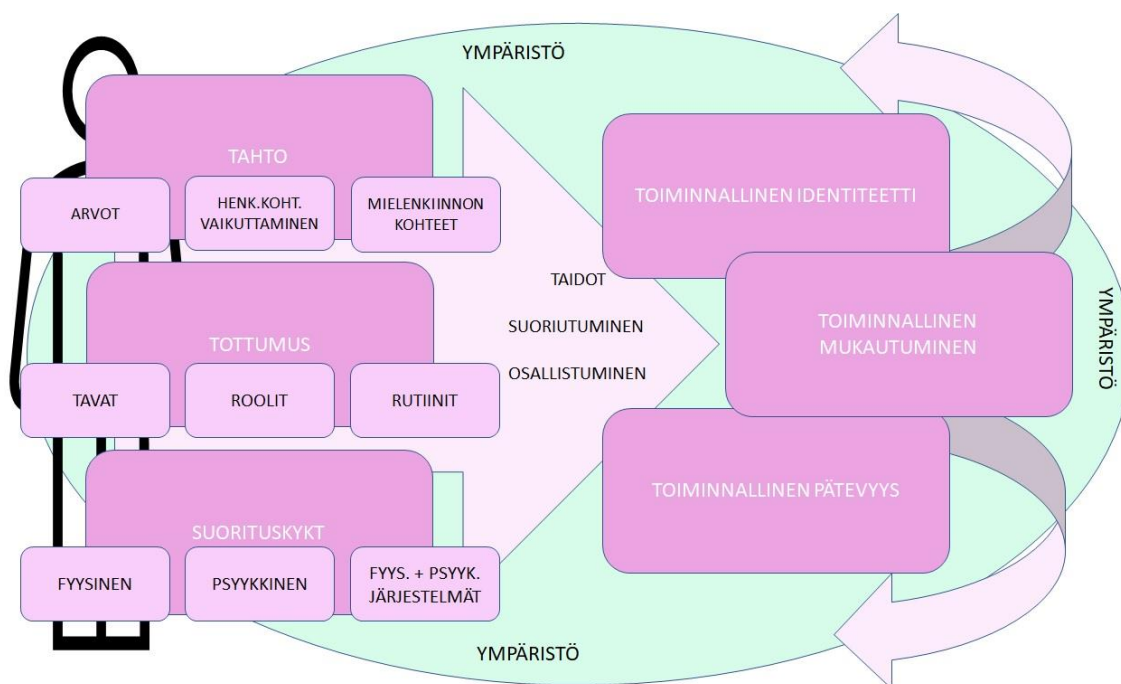 YMPÄRISTÖ
TAHTO
ARVOT
HENK.KOHT.
VAIKUTTAMINEN
MIELENKIINNON
KOHTEET
TOTTUMUS
TAVAT
ROOLIT
RUTIINIT
SUORITUSKYKT
FYYSINEN
PSYYKKINEN
FYYS. + PSYYK.
JÄRJESTELMÄT
TAIDOT
SUORIUTUMINEN
OSALLISTUMINEN
TOIMINNALLINEN IDENTITEETTI
TOIMINNALLINEN
MUKAUTUMINEN
TOIMINNALLINEN PÄTEVYYS
YMPÄRISTÖ
YMPÄRISTÖ